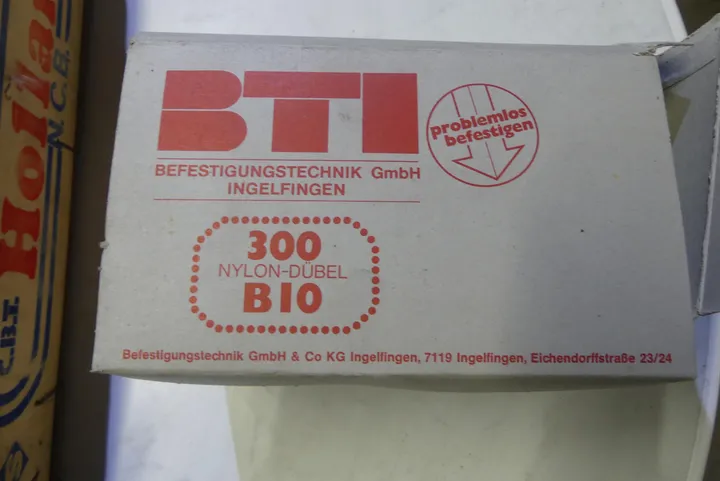 BTI
BEFESTIGUNGSTECHNIK GmbH
INGELFINGEN
problemlos
befestigen
300
NYLON-DÜBEL
B10
Befestigungstechnik GmbH & Co KG Ingelfingen, 7119 Ingelfingen, Eichendorffstraße 23/24
Hollan
N.C.B.
C.B.T.